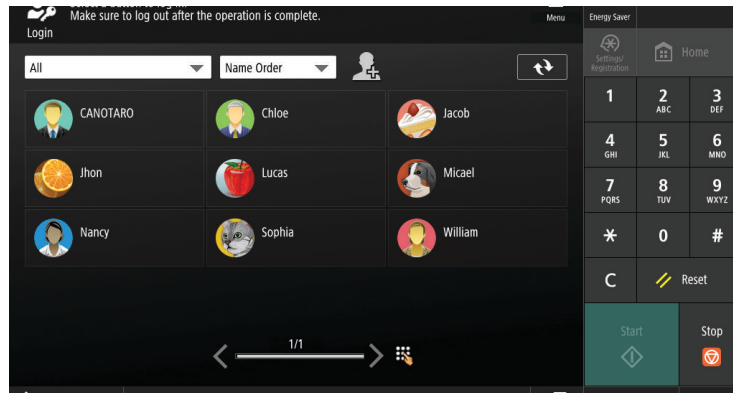 Make sure to log out after the operation is complete.
Login
Menu
Energy Saver
All
Name Order
Settings/
Registration
Home
CANOTARO
Chloe
Jacob
Jhon
Lucas
Micael
Nancy
Sophia
William
1/1
1
2
ABC
3
DEF
4
GHI
5
JKL
6
MNO
7
PQRS
8
TUV
9
WXYZ
*
0
#
C
Reset
Start
Stop